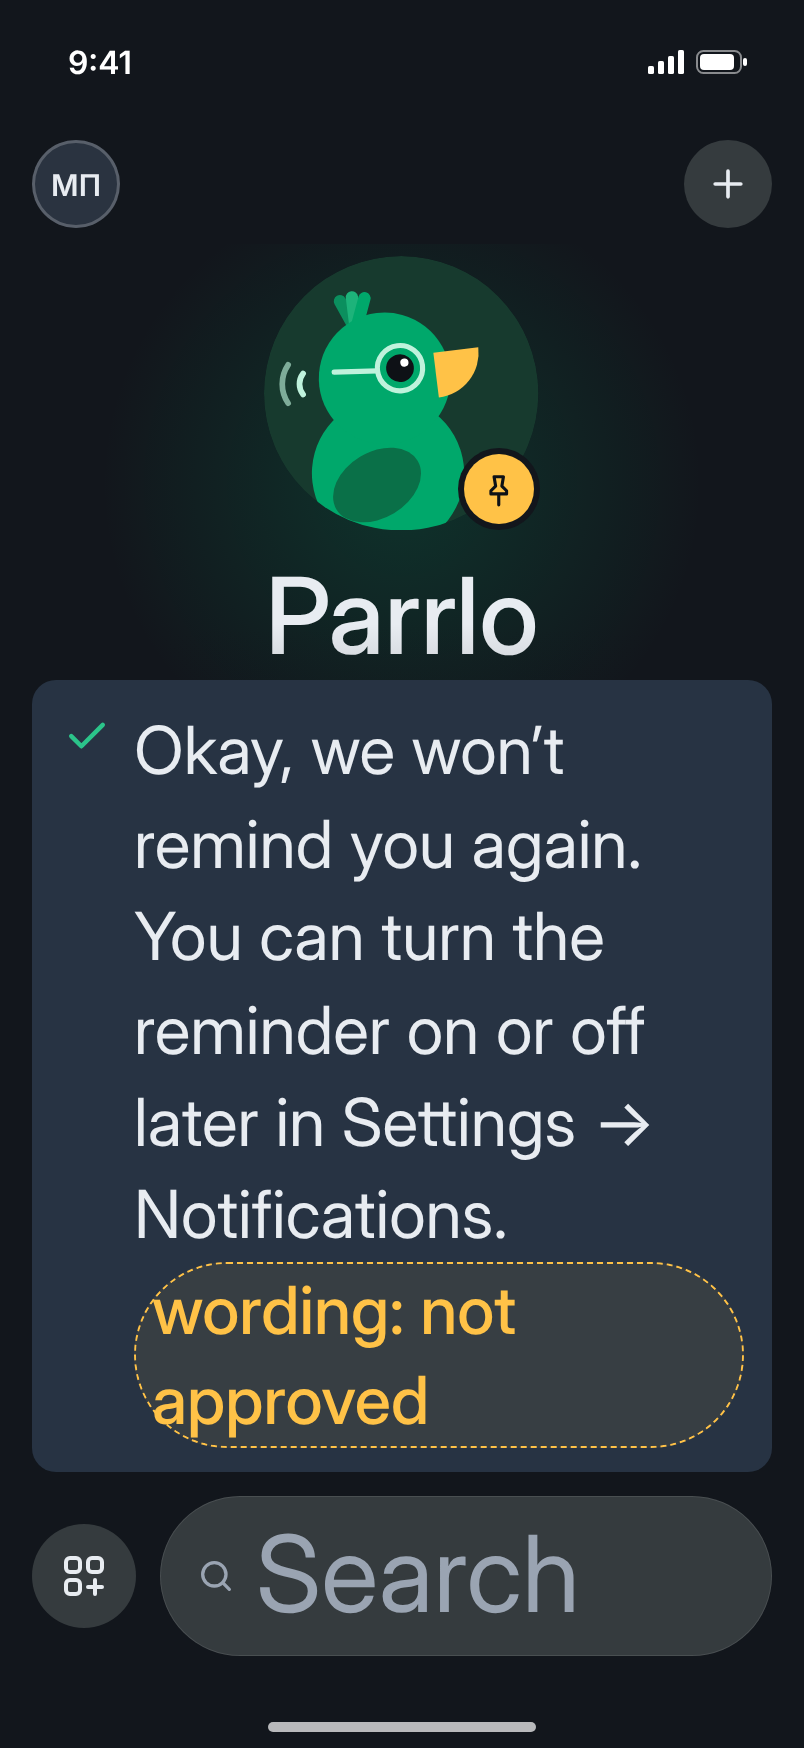 9:41
МП
Parrlo
Okay, we won’t
remind you again.
You can turn the
reminder on or off
later in Settings →
Notifications.
wording: not
approved
Search